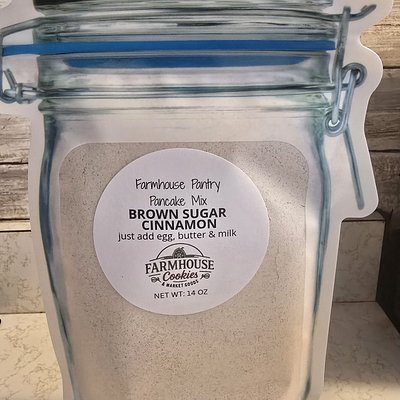 Farmhouse Pantry
Pancake Mix
BROWN SUGAR
CINNAMON
just add egg, butter & milk
FARMHOUSE
Cookies
& MARKET GOODS
NET WT: 14 OZ